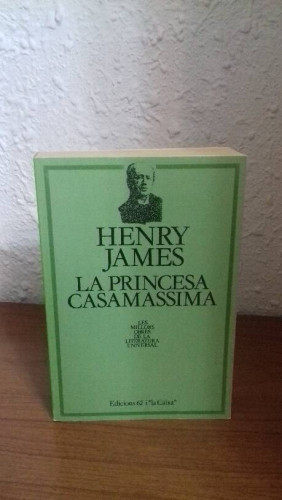 HENRY
JAMES
LA PRINCESA
CASAMASSIMA
LES
MILLORS
OBRES
DE LA
LITERATURA
UNIVERSAL
Edicions 62 i "la Caixa"